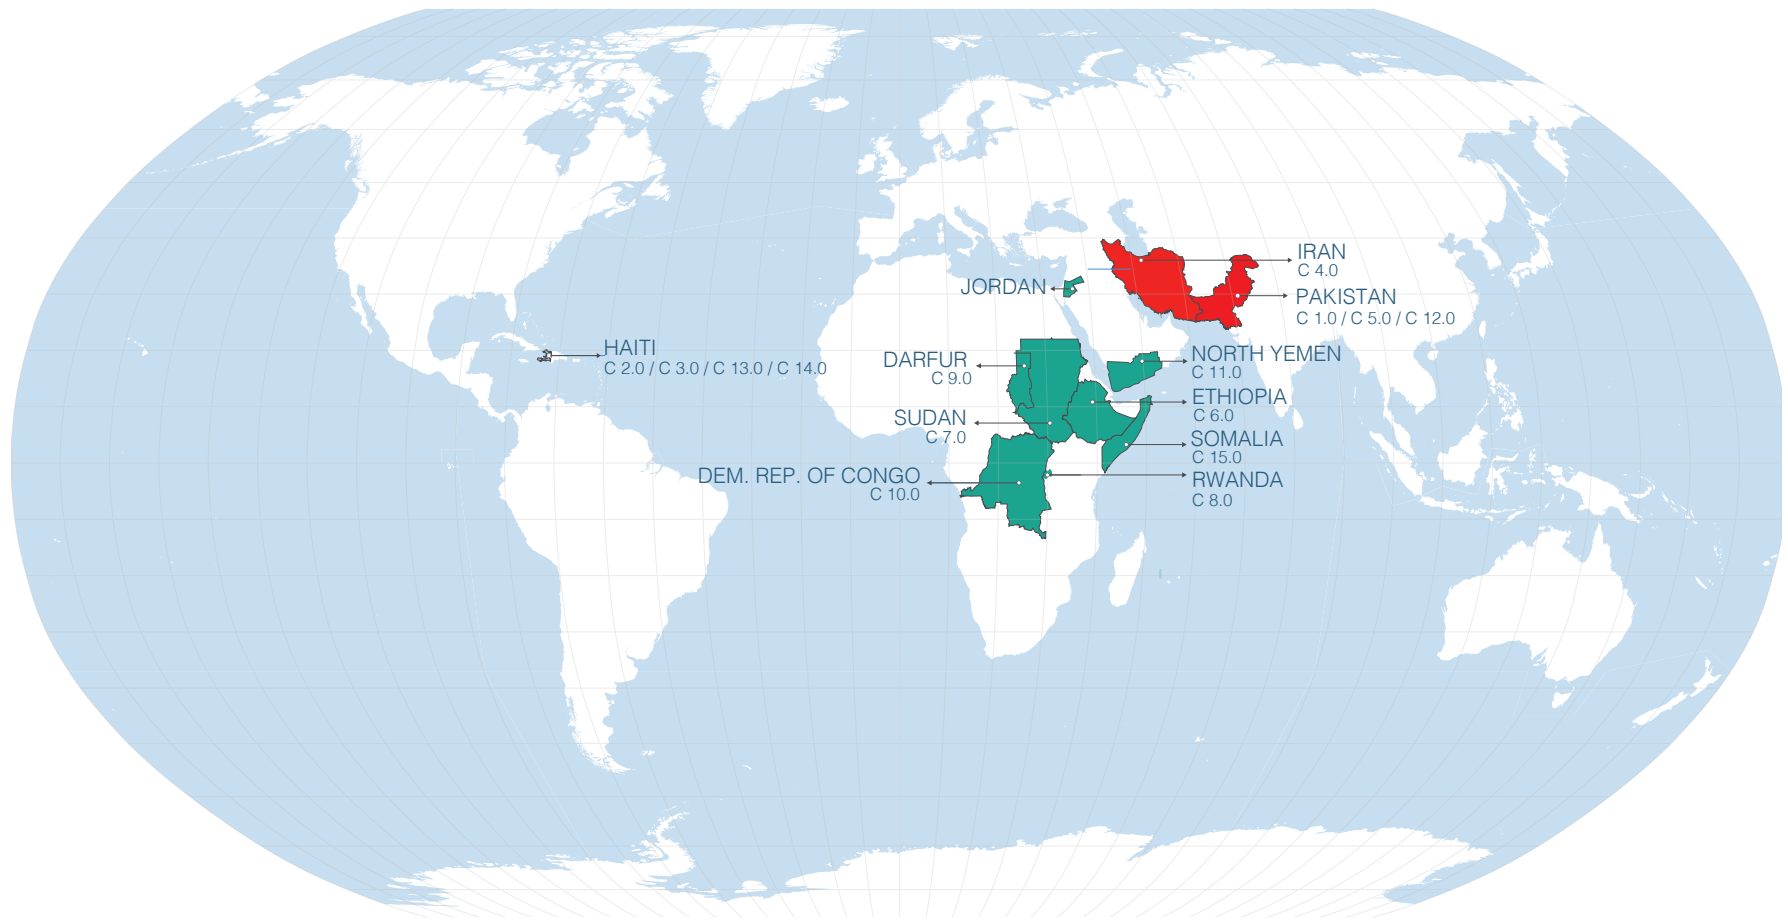 IRAN
C 4.0
JORDAN
PAKISTAN
C 1.0 / C 5.0 / C 12.0
HAITI
C 2.0 / C 3.0 / C 13.0 / C 14.0
DARFUR
C 9.0
NORTH YEMEN
C 11.0
ETHIOPIA
C 6.0
SUDAN
C 7.0
SOMALIA
C 15.0
DEM. REP. OF CONGO
C 10.0
RWANDA
C 8.0